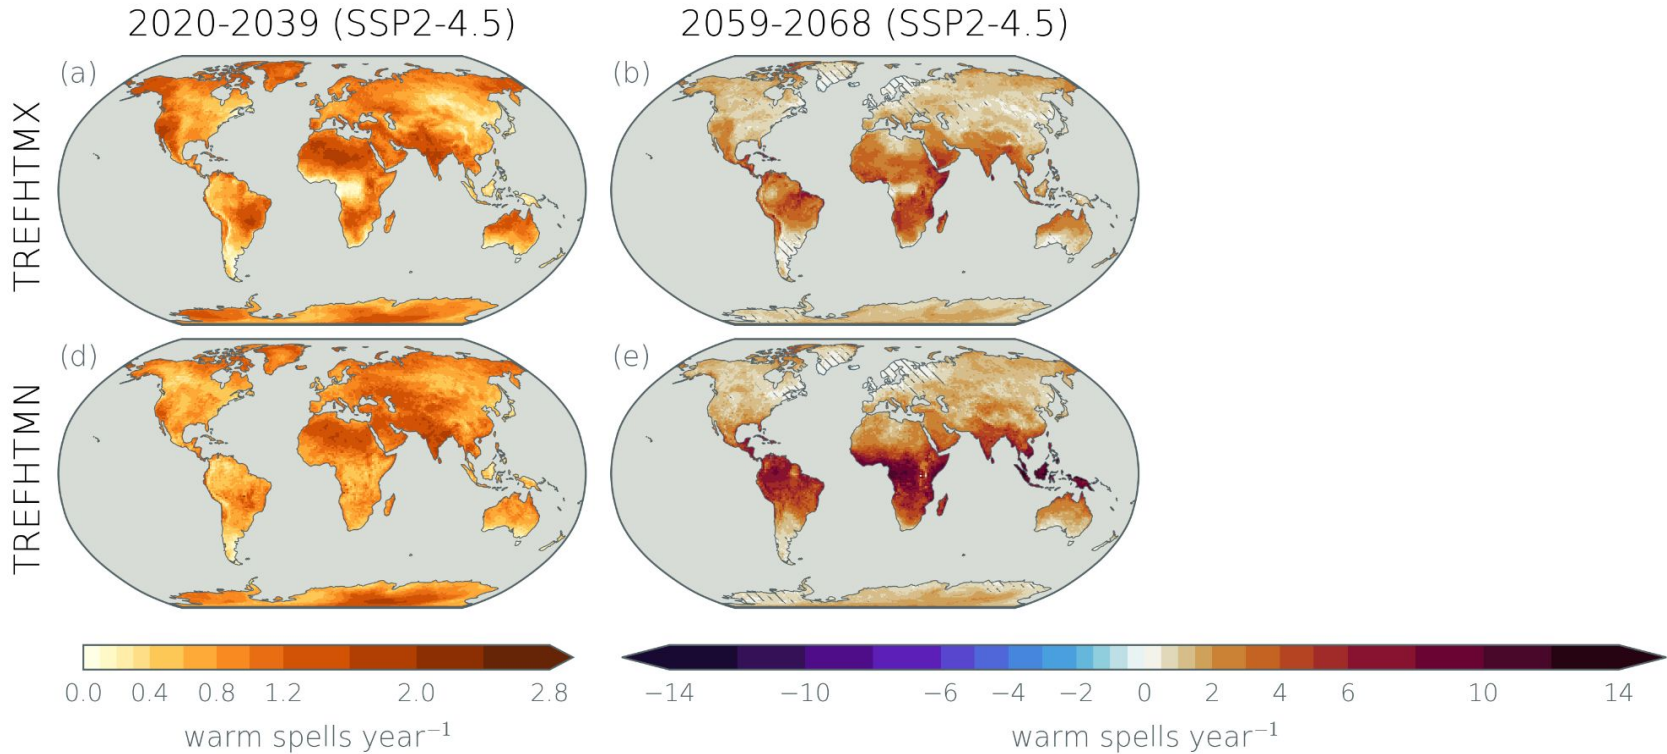 2020-2039 (SSP2-4.5)
2059-2068 (SSP2-4.5)
(a)
(b)
TREFHTMX
(d)
(e)
TREFHTMN
0.0 0.4 0.8 1.2 2.0 2.8
warm spells year⁻¹
−14 −10 −6 −4 −2 0 2 4 6 10 14
warm spells year⁻¹